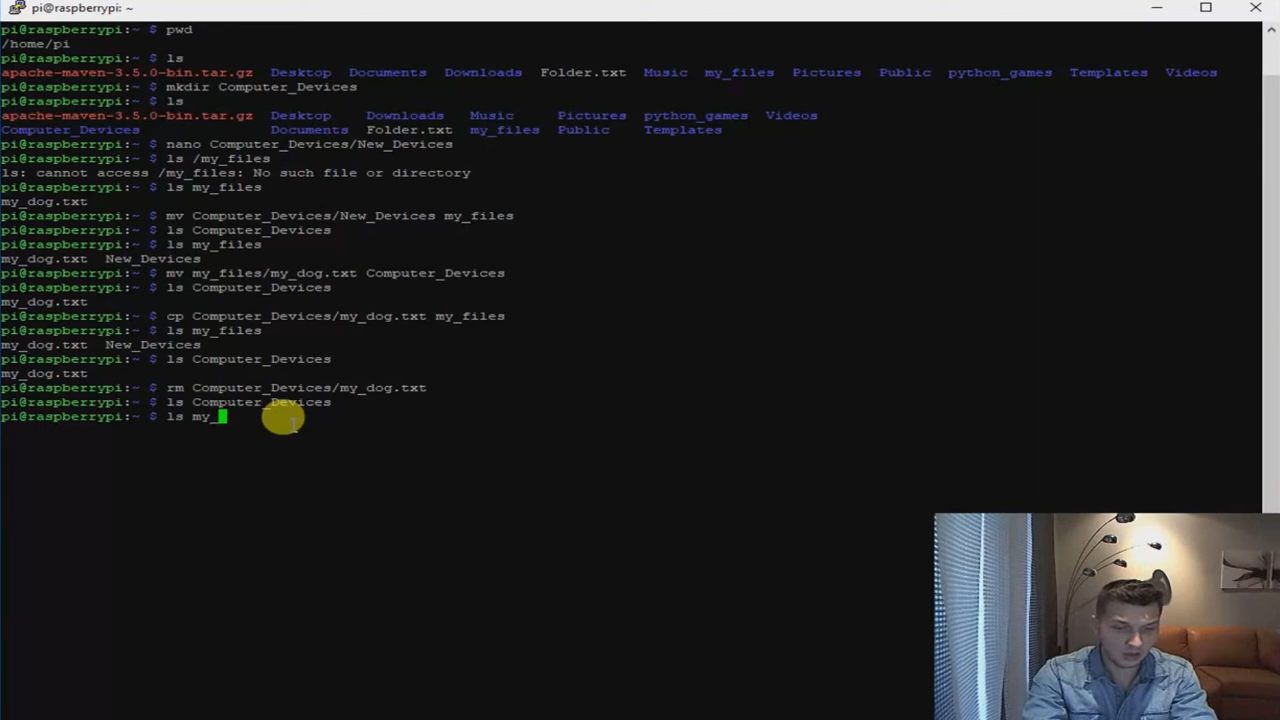 pi@raspberrypi: ~
pi@raspberrypi:~ $ pwd
/home/pi
pi@raspberrypi:~ $ ls
apache-maven-3.5.0-bin.tar.gz  Desktop  Documents  Downloads  Folder.txt  Music  my_files  Pictures  Public  python_games  Templates  Videos
pi@raspberrypi:~ $ mkdir Computer_Devices
pi@raspberrypi:~ $ ls
apache-maven-3.5.0-bin.tar.gz  Desktop    Downloads   Music     Pictures  python_games  Videos
Computer_Devices               Documents  Folder.txt  my_files  Public    Templates
pi@raspberrypi:~ $ nano Computer_Devices/New_Devices
pi@raspberrypi:~ $ ls /my_files
ls: cannot access /my_files: No such file or directory
pi@raspberrypi:~ $ ls my_files
my_dog.txt
pi@raspberrypi:~ $ mv Computer_Devices/New_Devices my_files
pi@raspberrypi:~ $ ls Computer_Devices
pi@raspberrypi:~ $ ls my_files
my_dog.txt  New_Devices
pi@raspberrypi:~ $ mv my_files/my_dog.txt Computer_Devices
pi@raspberrypi:~ $ ls Computer_Devices
my_dog.txt
pi@raspberrypi:~ $ cp Computer_Devices/my_dog.txt my_files
pi@raspberrypi:~ $ ls my_files
my_dog.txt  New_Devices
pi@raspberrypi:~ $ ls Computer_Devices
my_dog.txt
pi@raspberrypi:~ $ rm Computer_Devices/my_dog.txt
pi@raspberrypi:~ $ ls Computer_Devices
pi@raspberrypi:~ $ ls my_